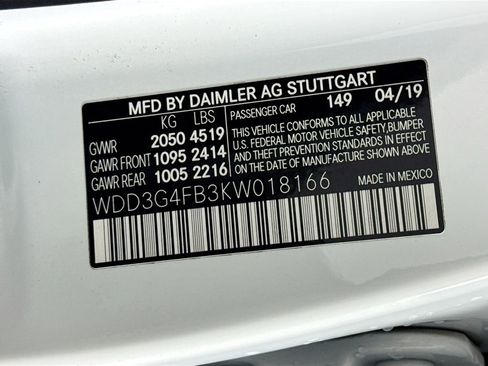 MFD BY DAIMLER AG STUTTGART
KG LBS PASSENGER CAR 149 04/19
GVWR 2050 4519
GAWR FRONT 1095 2414
GAWR REAR 1005 2216
THIS VEHICLE CONFORMS TO ALL APPLICABLE
U.S. FEDERAL MOTOR VEHICLE SAFETY,BUMPER
AND THEFT PREVENTION STANDARDS IN EFFECT
ON THE DATE OF MANUFACTURE SHOWN ABOVE.
WDD3G4FB3KW018166 MADE IN MEXICO